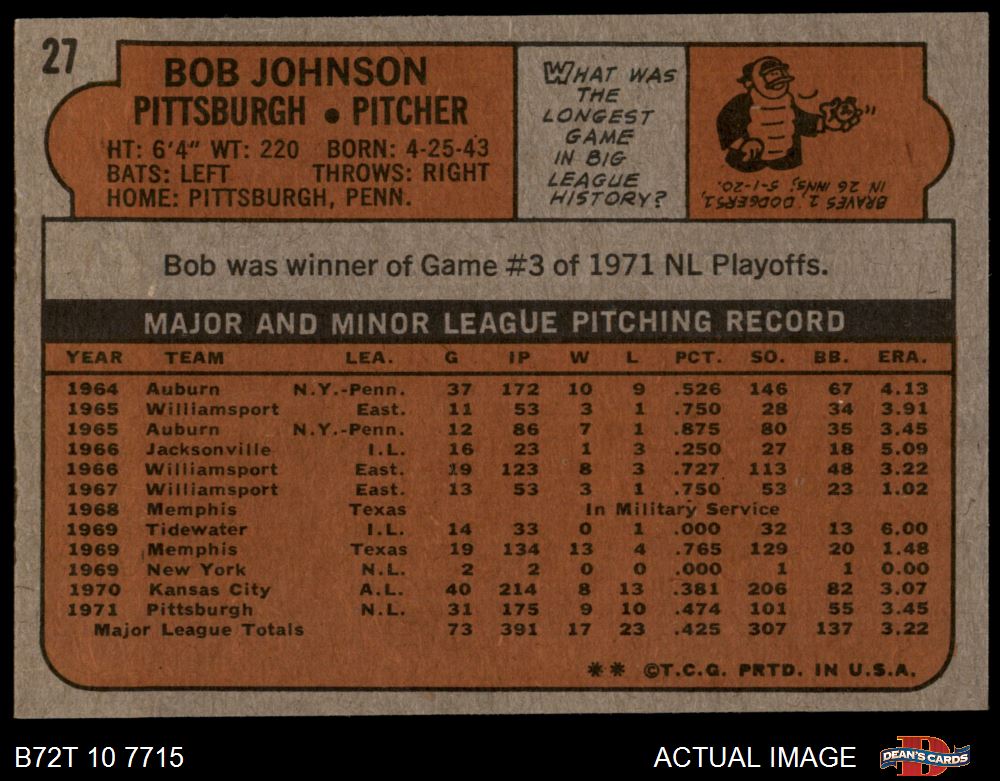 27
BOB JOHNSON
PITTSBURGH • PITCHER
HT: 6'4" WT: 220 BORN: 4-25-43
BATS: LEFT THROWS: RIGHT
HOME: PITTSBURGH, PENN.
WHAT WAS
THE
LONGEST
GAME
IN BIG
LEAGUE
HISTORY?
BRAVES 1, DODGERS 1,
IN 26 INNS; 5-1-20.
Bob was winner of Game #3 of 1971 NL Playoffs.
MAJOR AND MINOR LEAGUE PITCHING RECORD
YEAR TEAM LEA. G IP W L PCT. SO. BB. ERA.
1964 Auburn N.Y.-Penn. 37 172 10 9 .526 146 67 4.13
1965 Williamsport East. 11 53 3 1 .750 28 34 3.91
1965 Auburn N.Y.-Penn. 12 86 7 1 .875 80 35 3.45
1966 Jacksonville I.L. 16 23 1 3 .250 27 18 5.09
1966 Williamsport East. 19 123 8 3 .727 113 48 3.22
1967 Williamsport East. 13 53 3 1 .750 53 23 1.02
1968 Memphis Texas In Military Service
1969 Tidewater I.L. 14 33 0 1 .000 32 13 6.00
1969 Memphis Texas 19 134 13 4 .765 129 20 1.48
1969 New York N.L. 2 2 0 0 .000 1 1 0.00
1970 Kansas City A.L. 40 214 8 13 .381 206 82 3.07
1971 Pittsburgh N.L. 31 175 9 10 .474 101 55 3.45
Major League Totals 73 391 17 23 .425 307 137 3.22
** ©T.C.G. PRTD. IN U.S.A.
B72T 10 7715 ACTUAL IMAGE DEAN'S CARDS